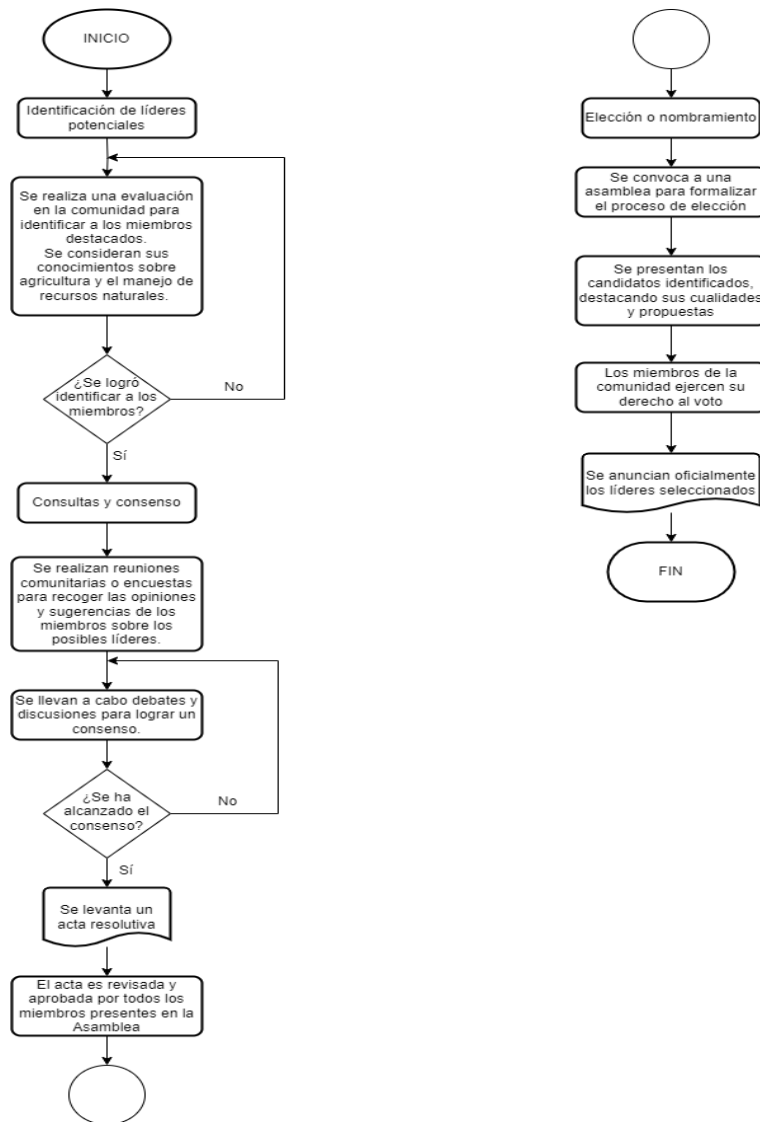 INICIO
Identificación de líderes
potenciales
Se realiza una evaluación
en la comunidad para
identificar a los miembros
destacados.
Se consideran sus
conocimientos sobre
agricultura y el manejo de
recursos naturales.
¿Se logró
identificar a los
miembros?
No
Sí
Consultas y consenso
Se realizan reuniones
comunitarias o encuestas
para recoger las opiniones
y sugerencias de los
miembros sobre los
posibles líderes.
Se llevan a cabo debates y
discusiones para lograr un
consenso.
¿Se ha
alcanzado el
consenso?
No
Sí
Se levanta un
acta resolutiva
El acta es revisada y
aprobada por todos los
miembros presentes en la
Asamblea
Elección o nombramiento
Se convoca a una
asamblea para formalizar
el proceso de elección
Se presentan los
candidatos identificados,
destacando sus cualidades
y propuestas
Los miembros de la
comunidad ejercen su
derecho al voto
Se anuncian oficialmente
los líderes seleccionados
FIN